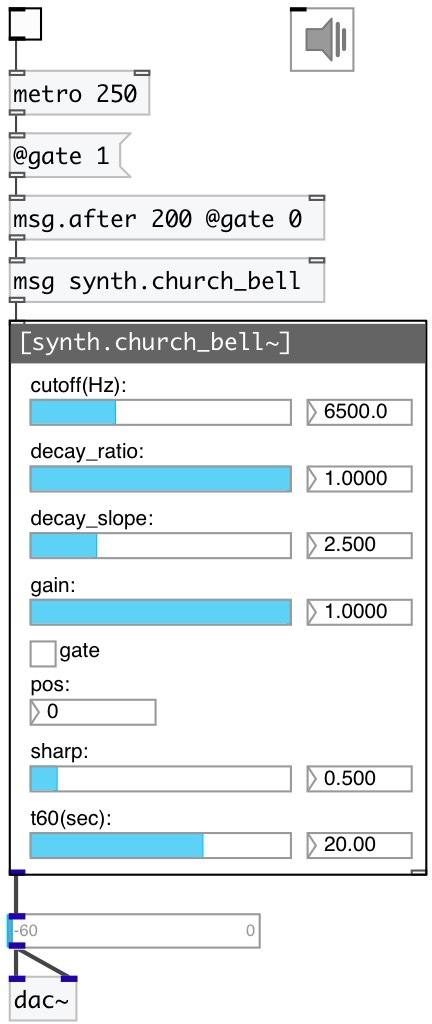 metro 250
@gate 1
msg.after 200 @gate 0
msg synth.church_bell
[synth.church_bell~]
cutoff(Hz):
6500.0
decay_ratio:
1.0000
decay_slope:
2.500
gain:
1.0000
gate
pos:
0
sharp:
0.500
t60(sec):
20.00
-60 0
dac~